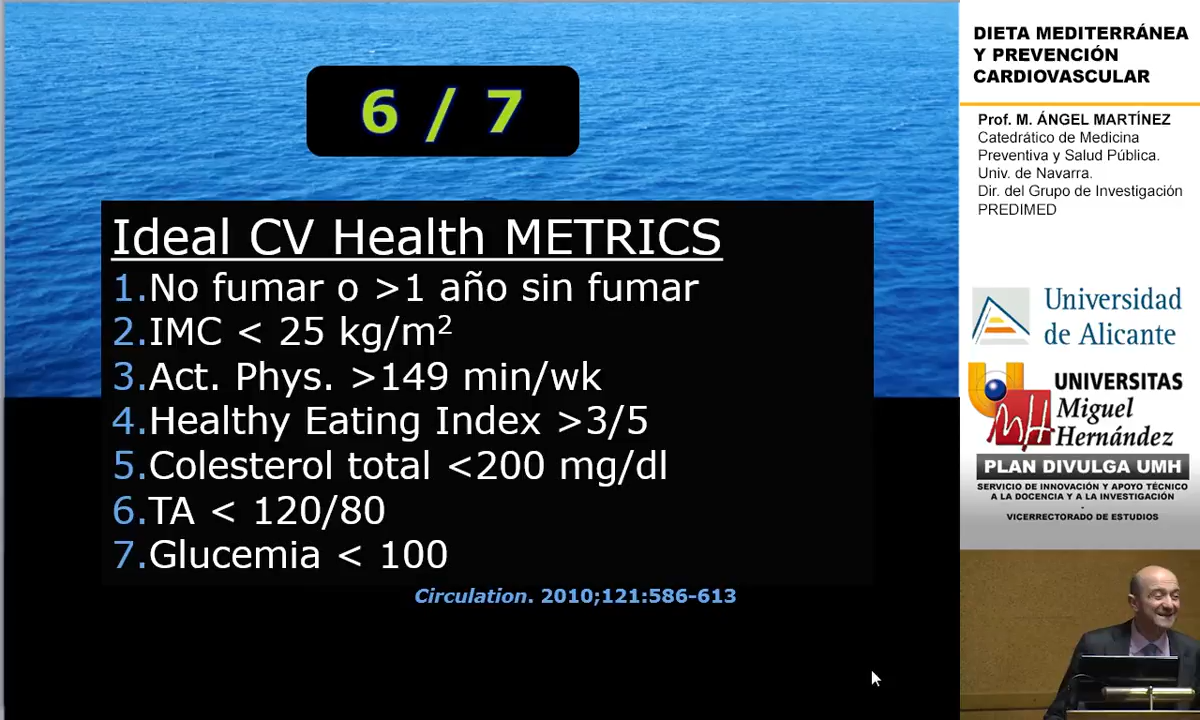 6 / 7
Ideal CV Health METRICS
1.No fumar o >1 año sin fumar
2.IMC < 25 kg/m²
3.Act. Phys. >149 min/wk
4.Healthy Eating Index >3/5
5.Colesterol total <200 mg/dl
6.TA < 120/80
7.Glucemia < 100
Circulation. 2010;121:586-613
DIETA MEDITERRÁNEA
Y PREVENCIÓN
CARDIOVASCULAR
Prof. M. ÁNGEL MARTÍNEZ
Catedrático de Medicina
Preventiva y Salud Pública.
Univ. de Navarra.
Dir. del Grupo de Investigación
PREDIMED
Universidad
de Alicante
UNIVERSITAS
Miguel
Hernández
PLAN DIVULGA UMH
SERVICIO DE INNOVACIÓN Y APOYO TÉCNICO
A LA DOCENCIA Y A LA INVESTIGACIÓN
-
VICERRECTORADO DE ESTUDIOS